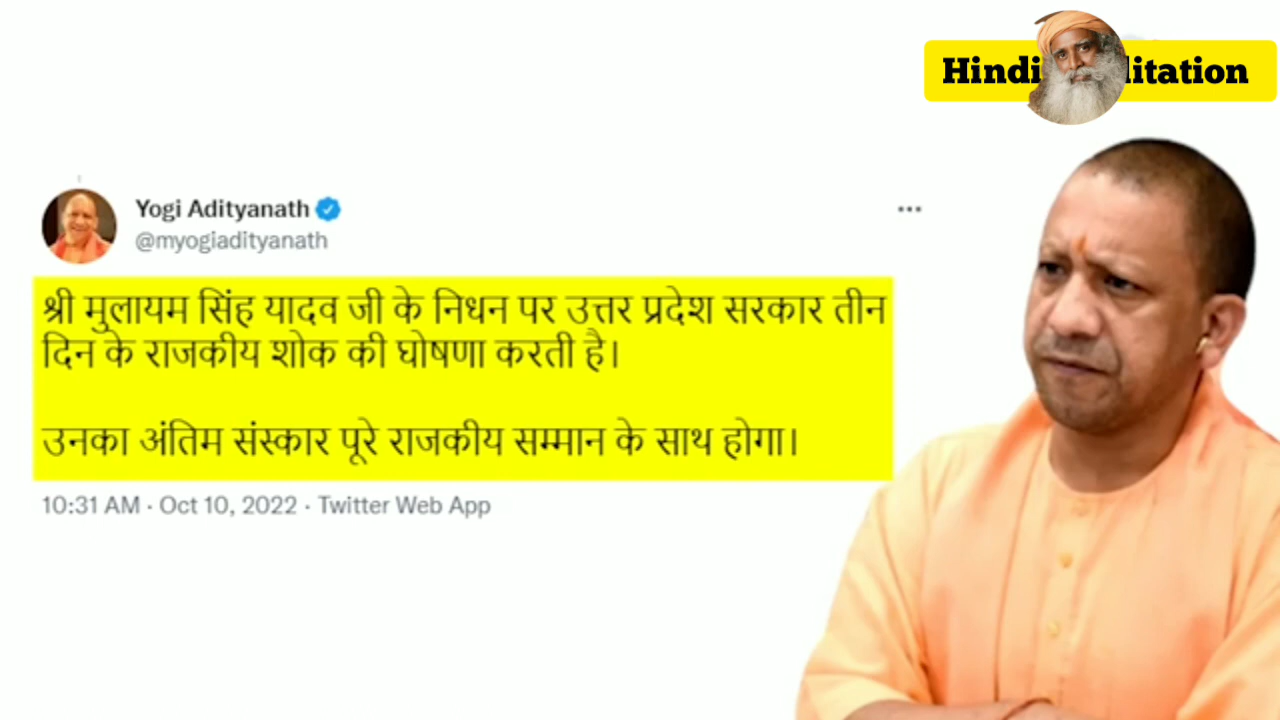 Hindi ditation
Yogi Adityanath
@myogiadityanath
श्री मुलायम सिंह यादव जी के निधन पर उत्तर प्रदेश सरकार तीन
दिन के राजकीय शोक की घोषणा करती है।
उनका अंतिम संस्कार पूरे राजकीय सम्मान के साथ होगा।
10:31 AM · Oct 10, 2022 · Twitter Web App